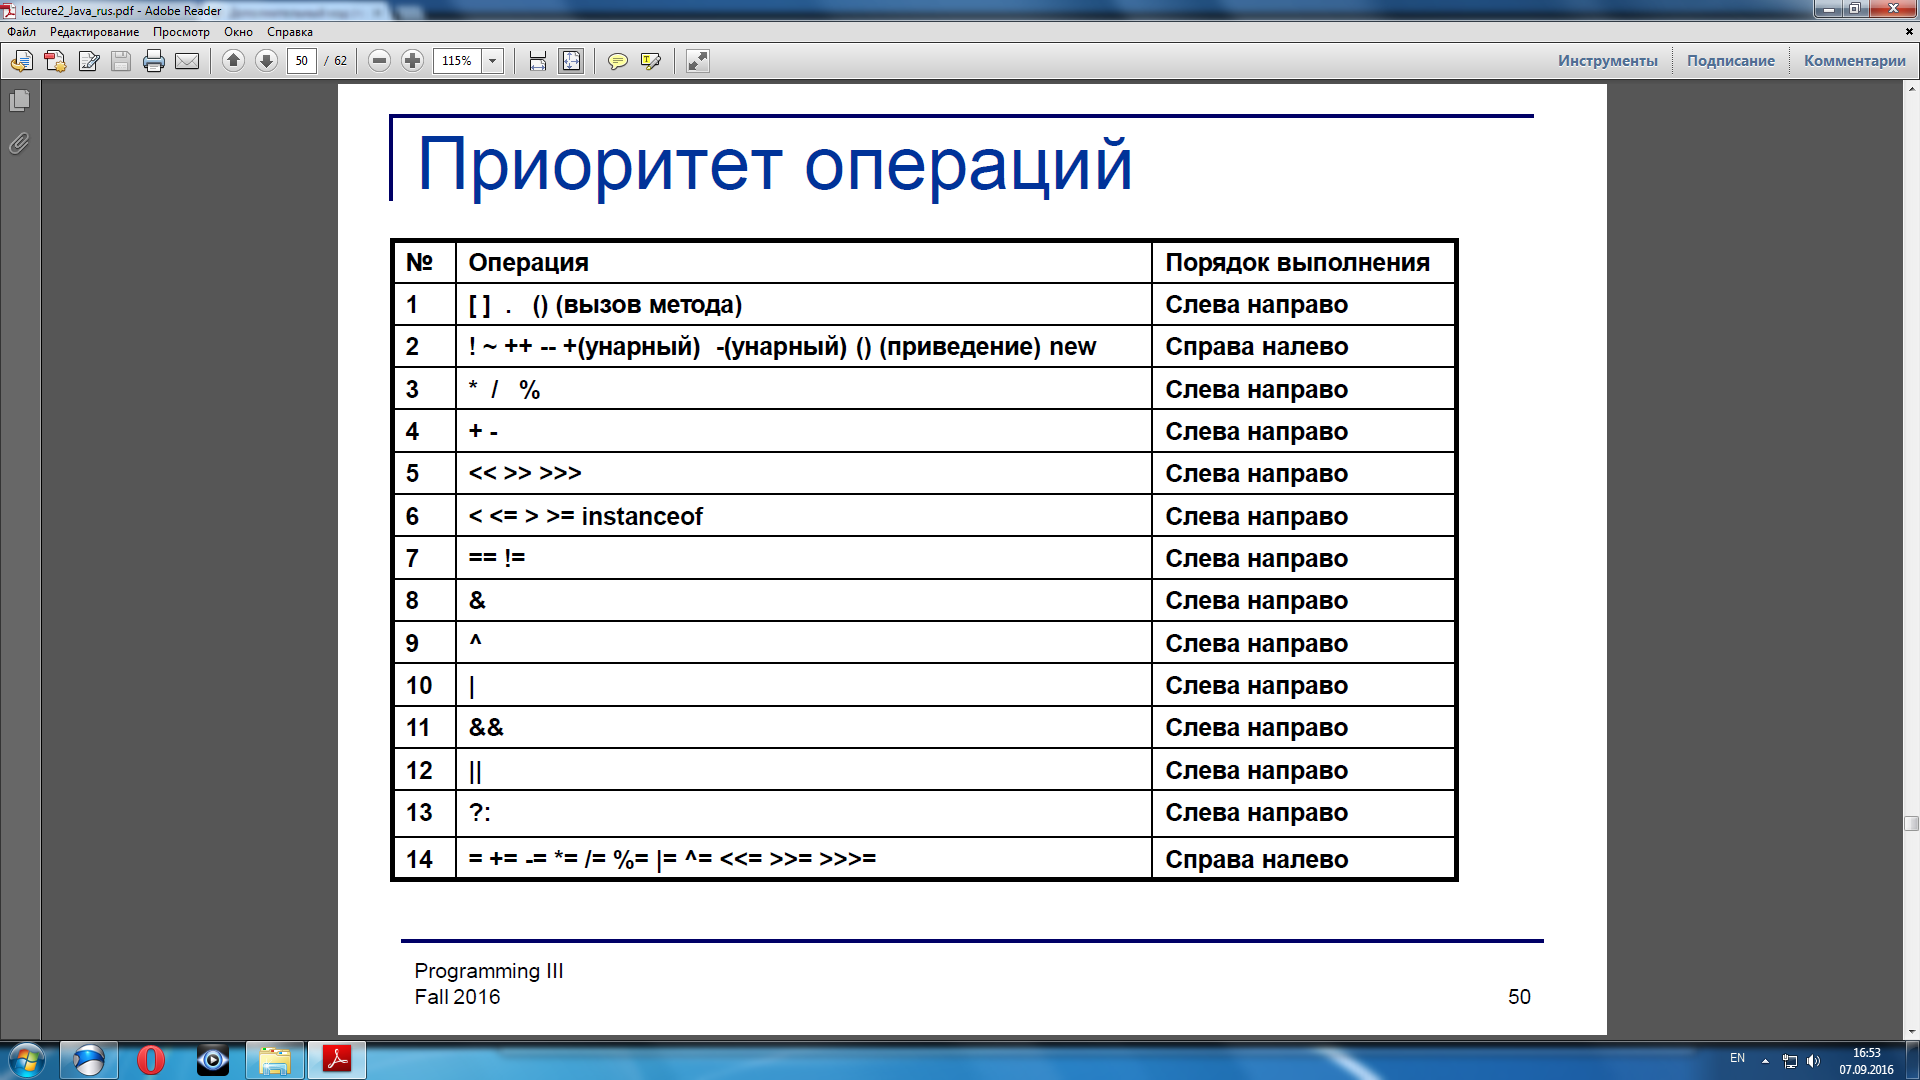 lecture2_Java_rus.pdf - Adobe Reader
Файл Редактирование Просмотр Окно Справка
50 / 62 115% Инструменты Подписание Комментарии
Приоритет операций
№ Операция Порядок выполнения
1 [ ] . () (вызов метода) Слева направо
2 ! ~ ++ -- +(унарный) -(унарный) () (приведение) new Справа налево
3 * / % Слева направо
4 + - Слева направо
5 << >> >>> Слева направо
6 < <= > >= instanceof Слева направо
7 == != Слева направо
8 & Слева направо
9 ^ Слева направо
10 | Слева направо
11 && Слева направо
12 || Слева направо
13 ?: Слева направо
14 = += -= *= /= %= |= ^= <<= >>= >>>= Справа налево
Programming III
Fall 2016 50
EN 16:53
07.09.2016